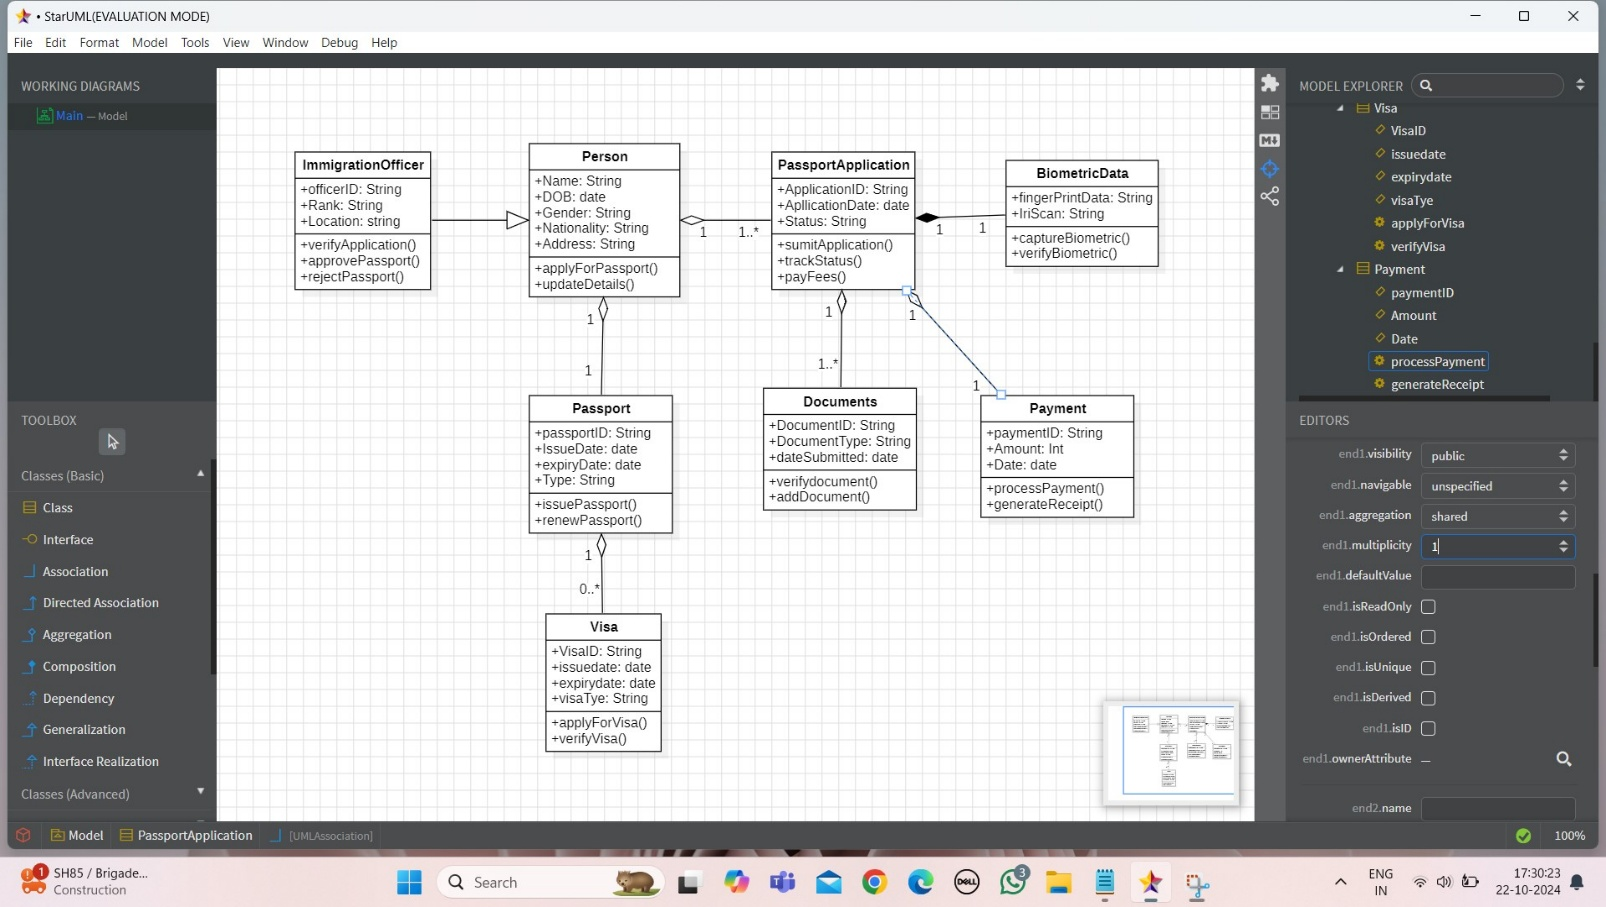 • StarUML(EVALUATION MODE)
File Edit Format Model Tools View Window Debug Help
WORKING DIAGRAMS
Main — Model
TOOLBOX
Classes (Basic)
Class
Interface
Association
Directed Association
Aggregation
Composition
Dependency
Generalization
Interface Realization
Classes (Advanced)
ImmigrationOfficer
+officerID: String
+Rank: String
+Location: string
+verifyApplication()
+approvePassport()
+rejectPassport()
Person
+Name: String
+DOB: date
+Gender: String
+Nationality: String
+Address: String
+applyForPassport()
+updateDetails()
1
1..*
PassportApplication
+ApplicationID: String
+ApllicationDate: date
+Status: String
+sumitApplication()
+trackStatus()
+payFees()
1
1
BiometricData
+fingerPrintData: String
+IriScan: String
+captureBiometric()
+verifyBiometric()
1
1
1
1..*
1
1
Passport
+passportID: String
+IssueDate: date
+expiryDate: date
+Type: String
+issuePassport()
+renewPassport()
Documents
+DocumentID: String
+DocumentType: String
+dateSubmitted: date
+verifydocument()
+addDocument()
Payment
+paymentID: String
+Amount: Int
+Date: date
+processPayment()
+generateReceipt()
1
0..*
Visa
+VisaID: String
+issuedate: date
+expirydate: date
+visaTye: String
+applyForVisa()
+verifyVisa()
MODEL EXPLORER
Visa
VisaID
issuedate
expirydate
visaTye
applyForVisa
verifyVisa
Payment
paymentID
Amount
Date
processPayment
generateReceipt
EDITORS
end1.visibility public
end1.navigable unspecified
end1.aggregation shared
end1.multiplicity 1
end1.defaultValue
end1.isReadOnly
end1.isOrdered
end1.isUnique
end1.isDerived
end1.isID
end1.ownerAttribute —
end2.name
Model PassportApplication [UMLAssociation] 100%
1 SH85 / Brigade...
Construction
Search
DELL
3
ENG
IN
17:30:23
22-10-2024